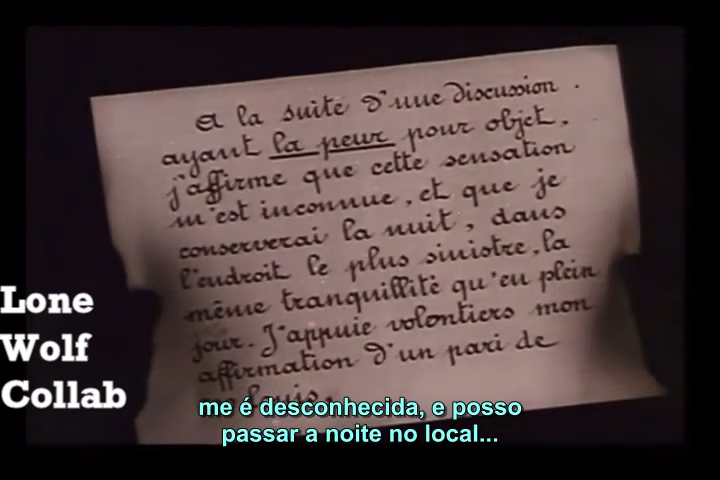 A la suite d'une discussion.
ayant la peur pour objet,
j'affirme que cette sensation
m'est inconnue, et que je
conserverai la nuit, dans
l'endroit le plus sinistre, la
même tranquillité qu'en plein
jour. J'appuie volontiers mon
affirmation d'un pari de
louis.
Lone
Wolf
Collab
me é desconhecida, e posso
passar a noite no local...